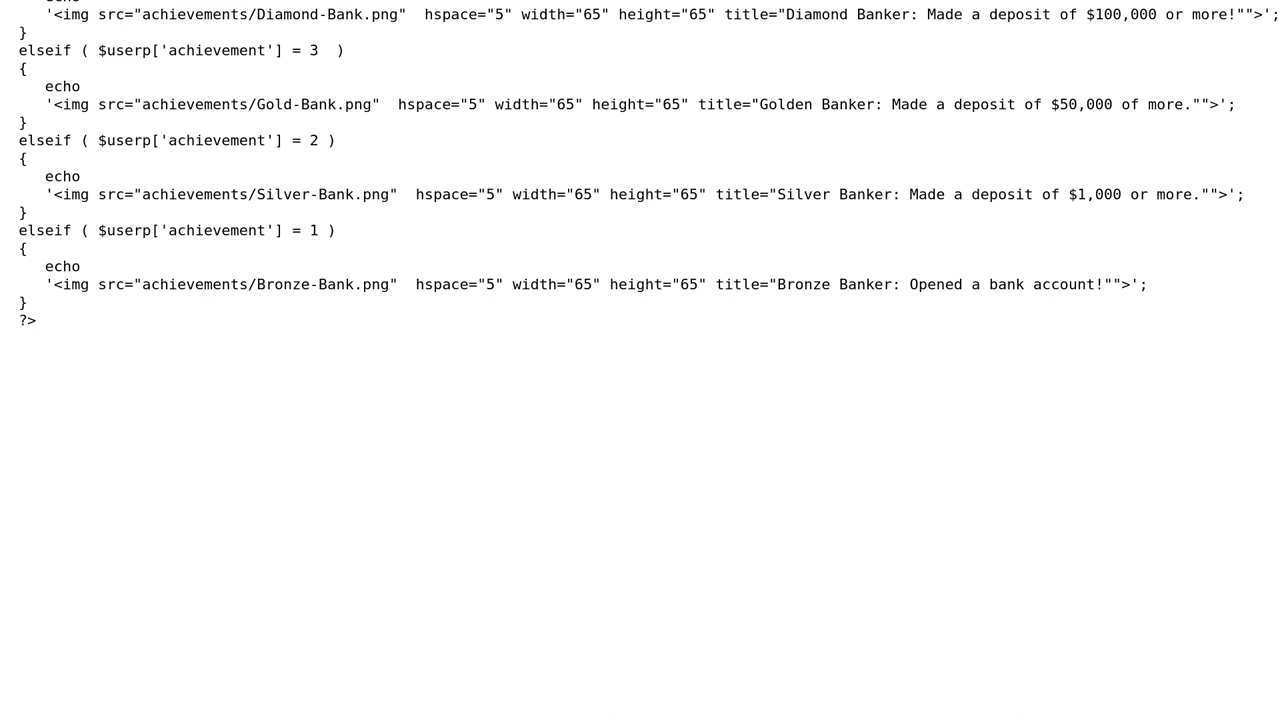 echo
'<img src="achievements/Diamond-Bank.png"  hspace="5" width="65" height="65" title="Diamond Banker: Made a deposit of $100,000 or more!"">';
}
elseif ( $userp['achievement'] = 3  )
{
   echo
   '<img src="achievements/Gold-Bank.png"  hspace="5" width="65" height="65" title="Golden Banker: Made a deposit of $50,000 of more."">';
}
elseif ( $userp['achievement'] = 2 )
{
   echo
   '<img src="achievements/Silver-Bank.png"  hspace="5" width="65" height="65" title="Silver Banker: Made a deposit of $1,000 or more."">';
}
elseif ( $userp['achievement'] = 1 )
{
   echo
   '<img src="achievements/Bronze-Bank.png"  hspace="5" width="65" height="65" title="Bronze Banker: Opened a bank account!"">';
}
?>